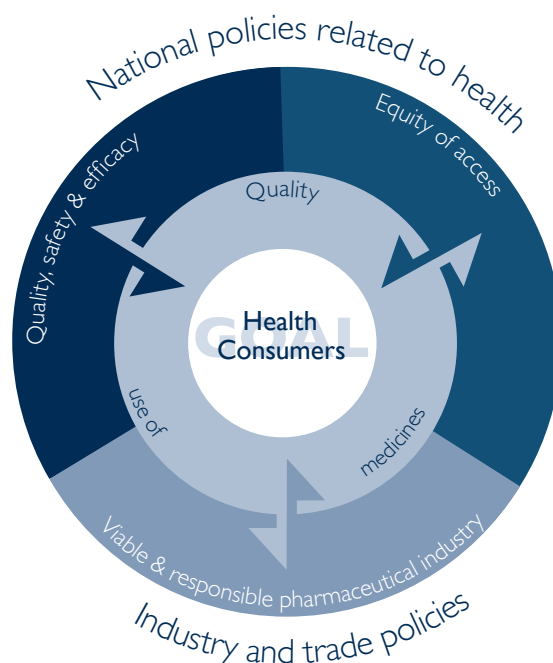 National policies related to health
Quality, safety & efficacy
Equity of access
Quality
use of
medicines
GOAL
Health
Consumers
Viable & responsible pharmaceutical industry
Industry and trade policies